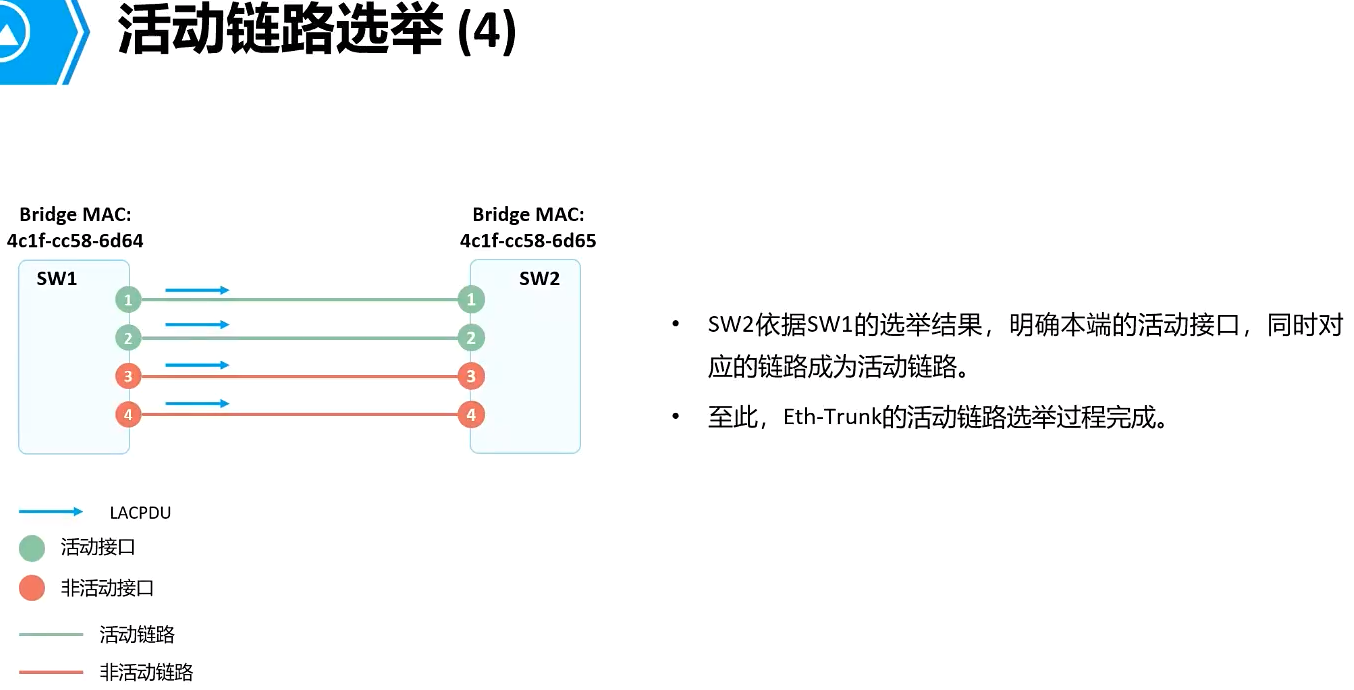 活动链路选举 (4)
Bridge MAC:
4c1f-cc58-6d64
Bridge MAC:
4c1f-cc58-6d65
SW1
SW2
1
1
2
2
3
3
4
4
• SW2依据SW1的选举结果，明确本端的活动接口，同时对
应的链路成为活动链路。
• 至此，Eth-Trunk的活动链路选举过程完成。
LACPDU
活动接口
非活动接口
活动链路
非活动链路